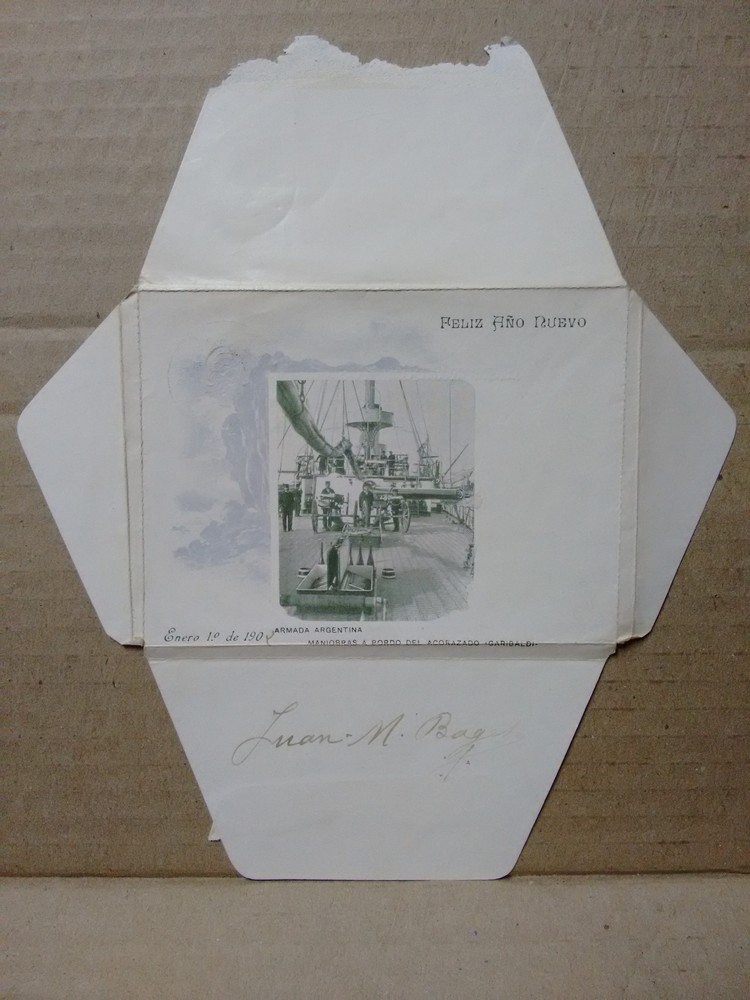 FELIZ AÑO NUEVO
Enero 1º de 190
ARMADA ARGENTINA
MANIOBRAS A BORDO DEL ACORAZADO «GARIBALDI»
Juan M.